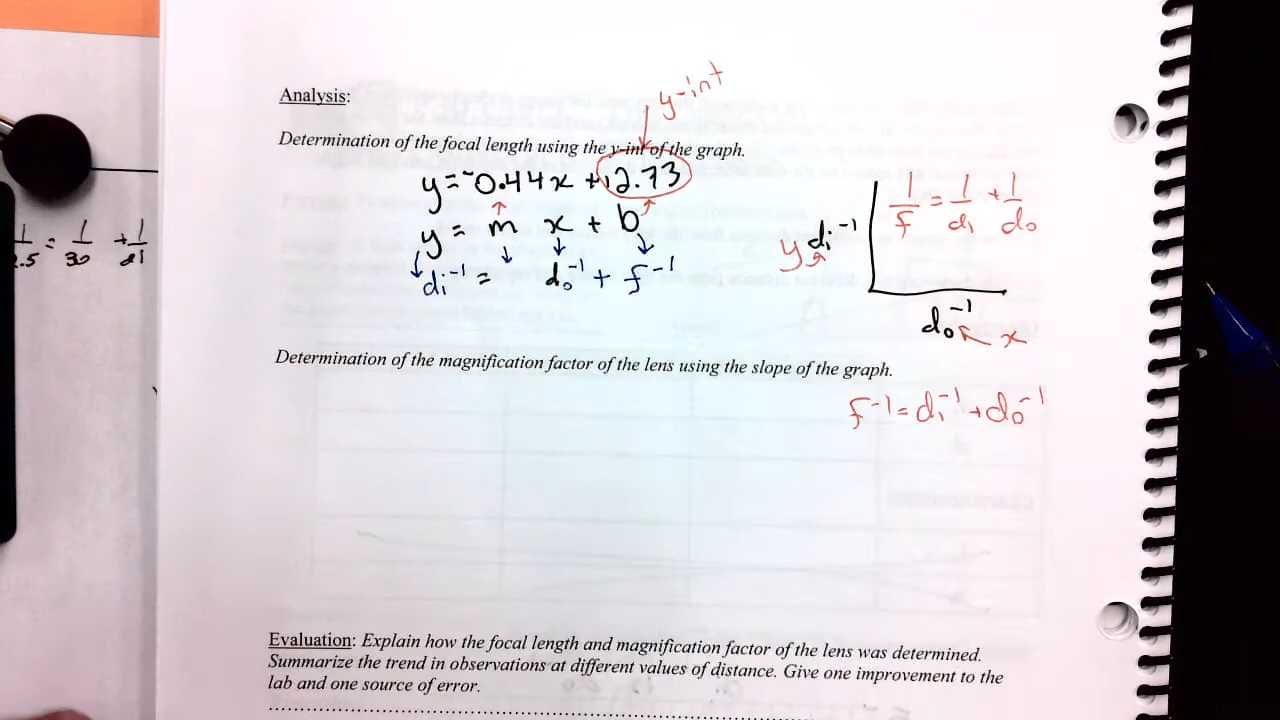 y-int
Analysis:
Determination of the focal length using the y-int of the graph.
y = -0.44x + 12.73
y = m x + b
di⁻¹ = do⁻¹ + f⁻¹
y di⁻¹
1/f = 1/di + 1/do
do⁻¹ x
= 1/30 + 1/di
Determination of the magnification factor of the lens using the slope of the graph.
f⁻¹ = di⁻¹ + do⁻¹
Evaluation: Explain how the focal length and magnification factor of the lens was determined.
Summarize the trend in observations at different values of distance. Give one improvement to the
lab and one source of error.